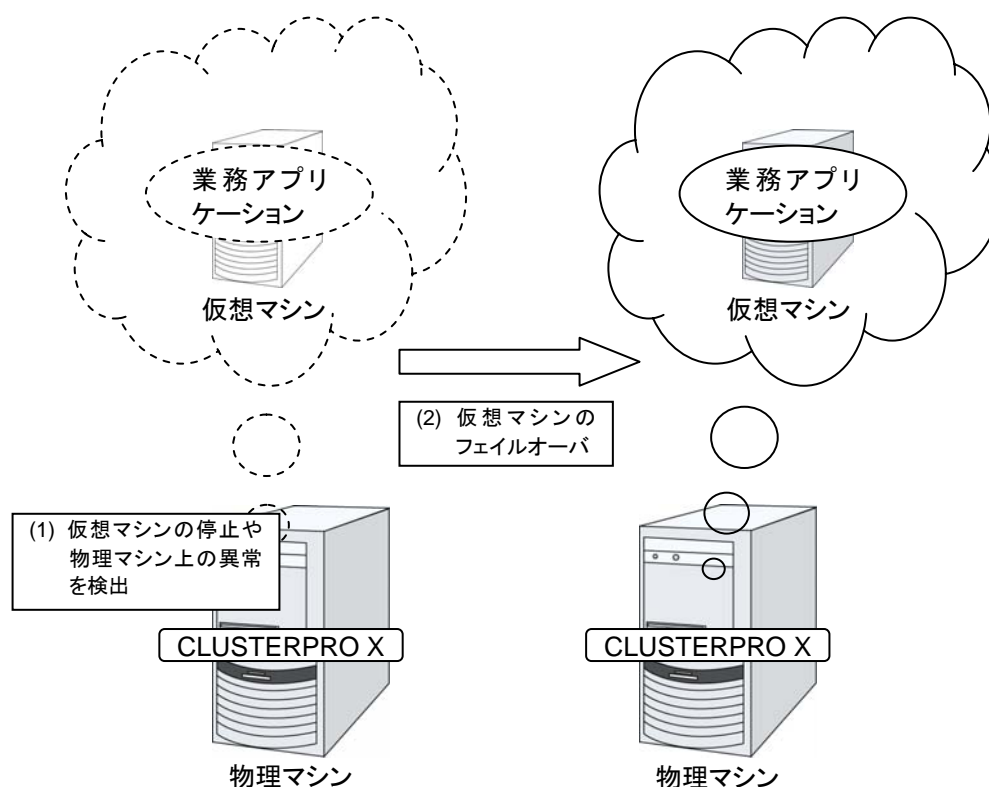 業務アプリ
ケーション
仮想マシン
業務アプリ
ケーション
仮想マシン
(2) 仮想マシンの
フェイルオーバ
(1) 仮想マシンの停止や
物理マシン上の異常
を検出
CLUSTERPRO X
CLUSTERPRO X
物理マシン
物理マシン